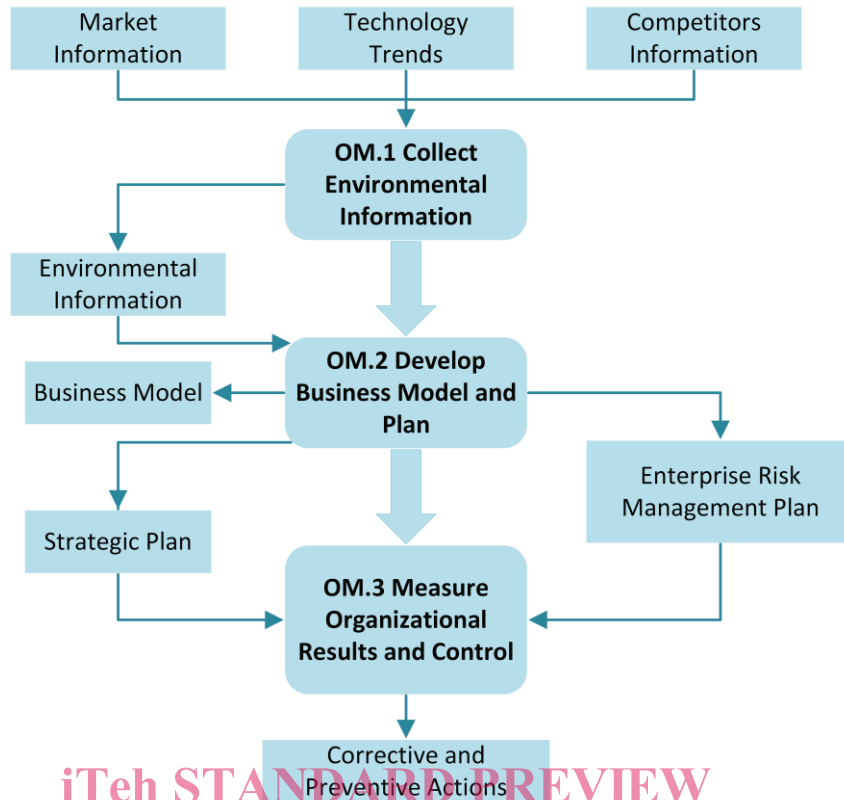 Market
Information
Technology
Trends
Competitors
Information
OM.1 Collect
Environmental
Information
Environmental
Information
OM.2 Develop
Business Model and
Plan
Business Model
Enterprise Risk
Management Plan
Strategic Plan
OM.3 Measure
Organizational
Results and Control
Corrective and
Preventive Actions
iTeh STANDARD PREVIEW